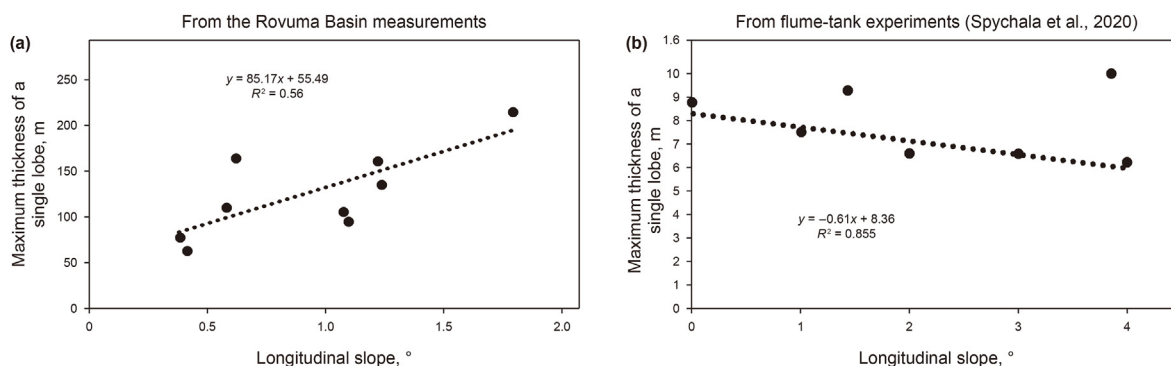 From the Rovuma Basin measurements
(a)
Maximum thickness of a
single lobe, m
250
200
150
100
50
0
y = 85.17x + 55.49
R² = 0.56
0
0.5
1.0
1.5
2.0
Longitudinal slope, °
From flume-tank experiments (Spychala et al., 2020)
(b)
Maximum thickness of a
single lobe, m
1.6
10
9
8
7
6
5
4
3
2
1
0
y = −0.61x + 8.36
R² = 0.855
0
1
2
3
4
Longitudinal slope, °